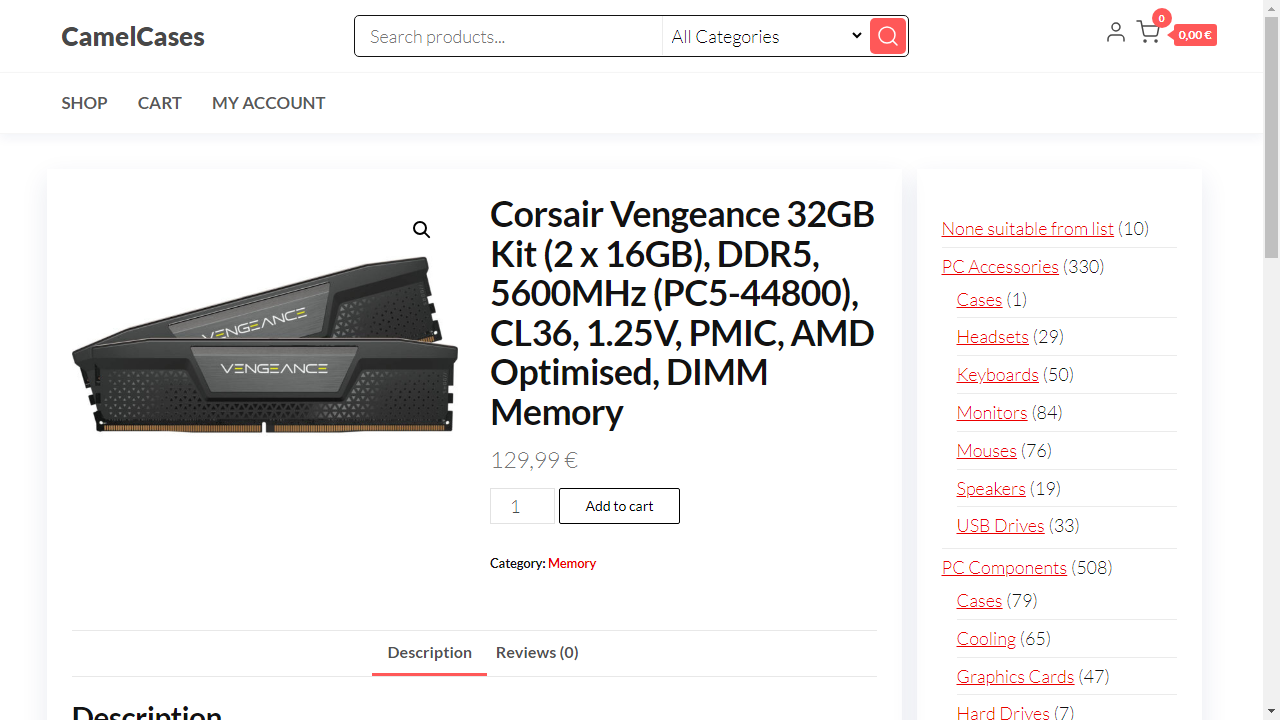 CamelCases
Search products...
All Categories
0
0,00 €
SHOP
CART
MY ACCOUNT
VENGEANCE
VENGEANCE
Corsair Vengeance 32GB
Kit (2 x 16GB), DDR5,
5600MHz (PC5-44800),
CL36, 1.25V, PMIC, AMD
Optimised, DIMM
Memory
129,99 €
1
Add to cart
Category: Memory
Description
Reviews (0)
Description
None suitable from list (10)
PC Accessories (330)
Cases (1)
Headsets (29)
Keyboards (50)
Monitors (84)
Mouses (76)
Speakers (19)
USB Drives (33)
PC Components (508)
Cases (79)
Cooling (65)
Graphics Cards (47)
Hard Drives (7)